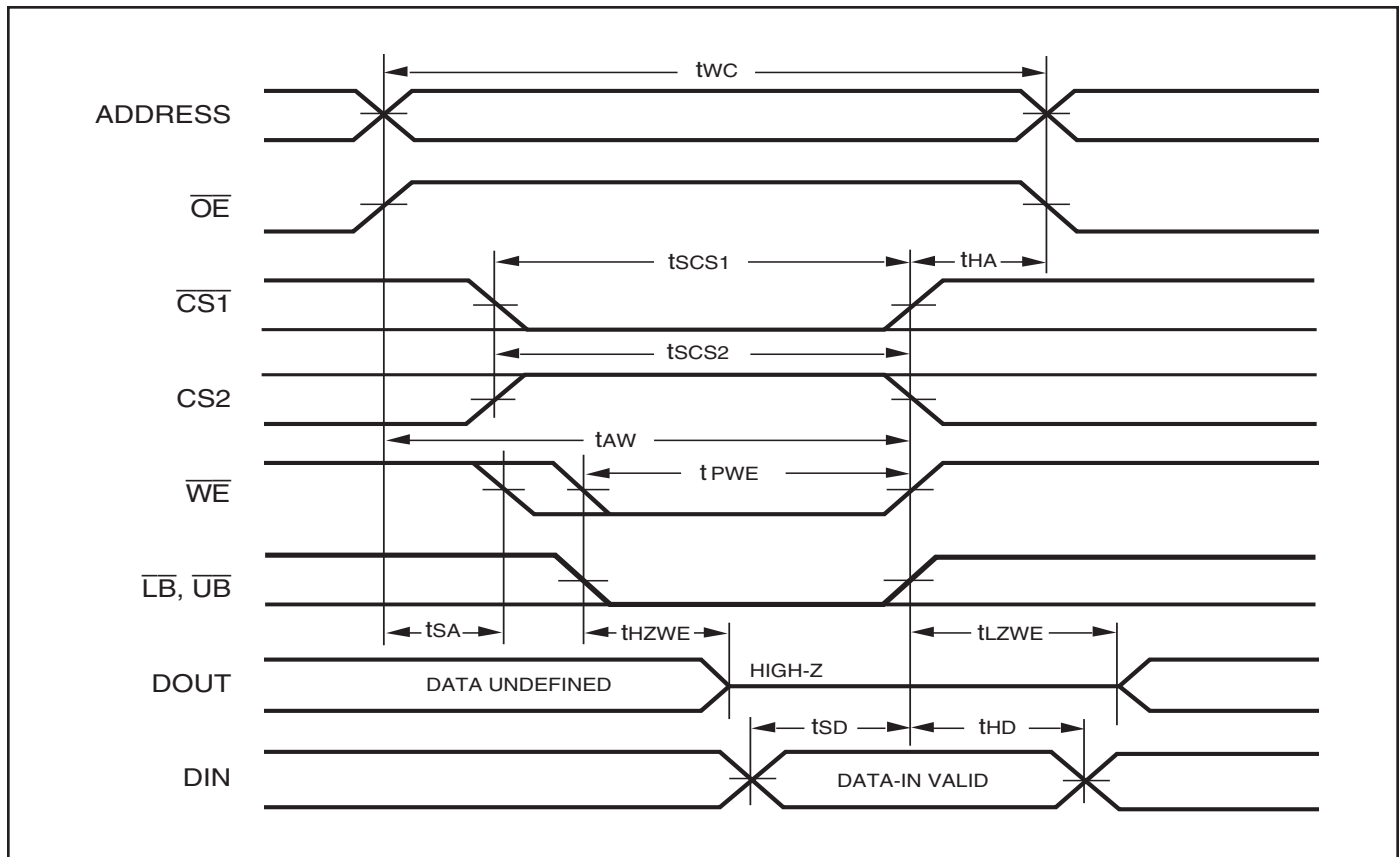 tWC
ADDRESS
OE
tSCS1
tHA
CS1
tSCS2
CS2
tAW
tPWE
WE
LB, UB
tSA
tHZWE
tLZWE
DOUT
DATA UNDEFINED
HIGH-Z
tSD
tHD
DIN
DATA-IN VALID